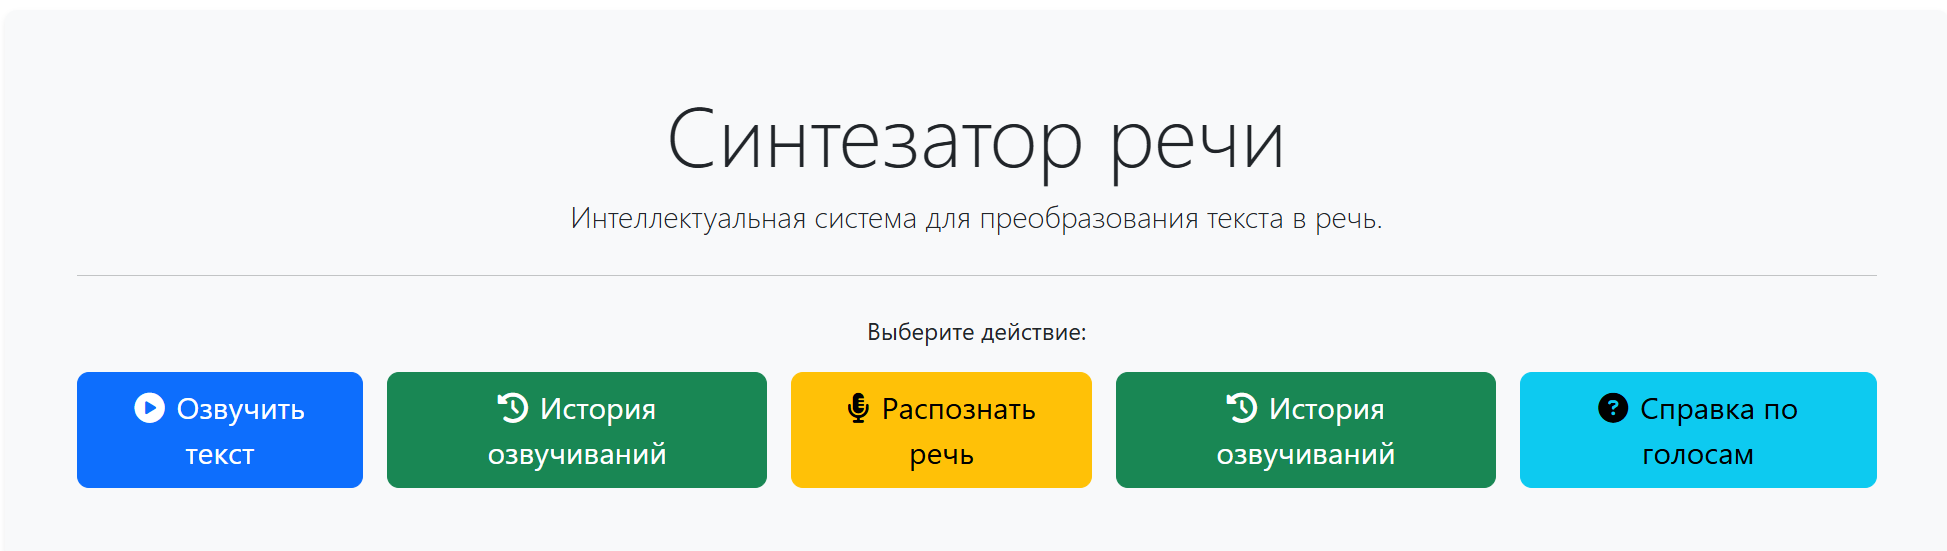 Синтезатор речи
Интеллектуальная система для преобразования текста в речь.
Выберите действие:
Озвучить
текст
История
озвучиваний
Распознать
речь
История
озвучиваний
Справка по
голосам